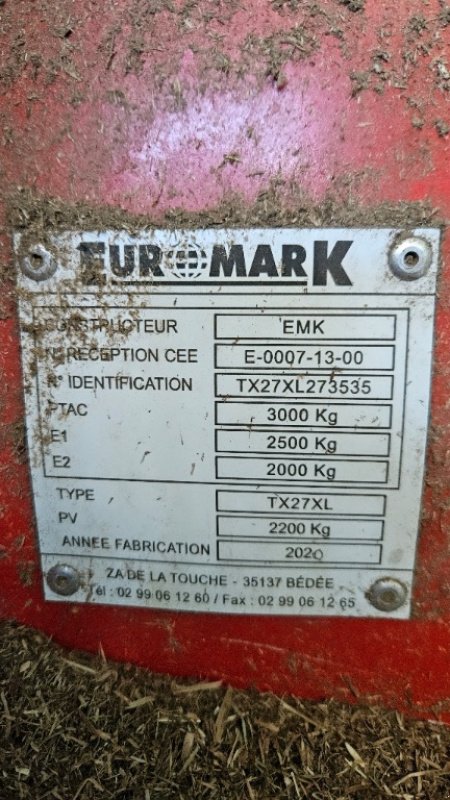 EUROMARK
CONSTRUCTEUR EMK
N° RECEPTION CEE E-0007-13-00
N° IDENTIFICATION TX27XL273535
PTAC 3000 Kg
E1 2500 Kg
E2 2000 Kg
TYPE TX27XL
PV 2200 Kg
ANNEE FABRICATION 2020
ZA DE LA TOUCHE - 35137 BÉDÉE
Tél : 02 99 06 12 60 / Fax : 02 99 06 12 65